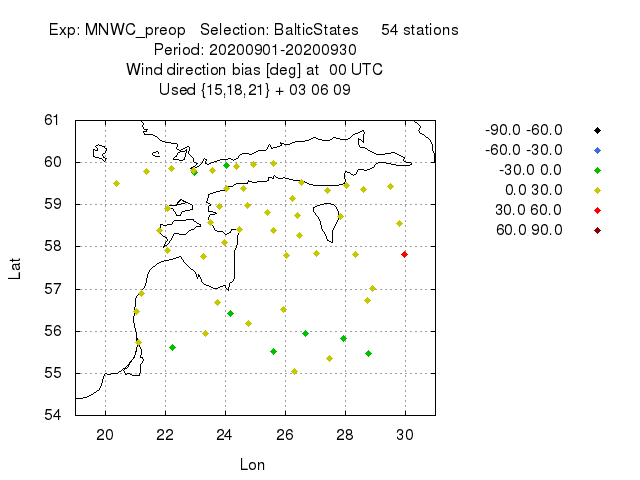 Exp: MNWC_preop   Selection: BalticStates     54 stations
Period: 20200901-20200930
Wind direction bias [deg] at  00 UTC
Used {15,18,21} + 03 06 09
61
60
59
58
57
56
55
54
Lat
20 22 24 26 28 30
Lon
-90.0 -60.0
-60.0 -30.0
-30.0 0.0
0.0 30.0
30.0 60.0
60.0 90.0